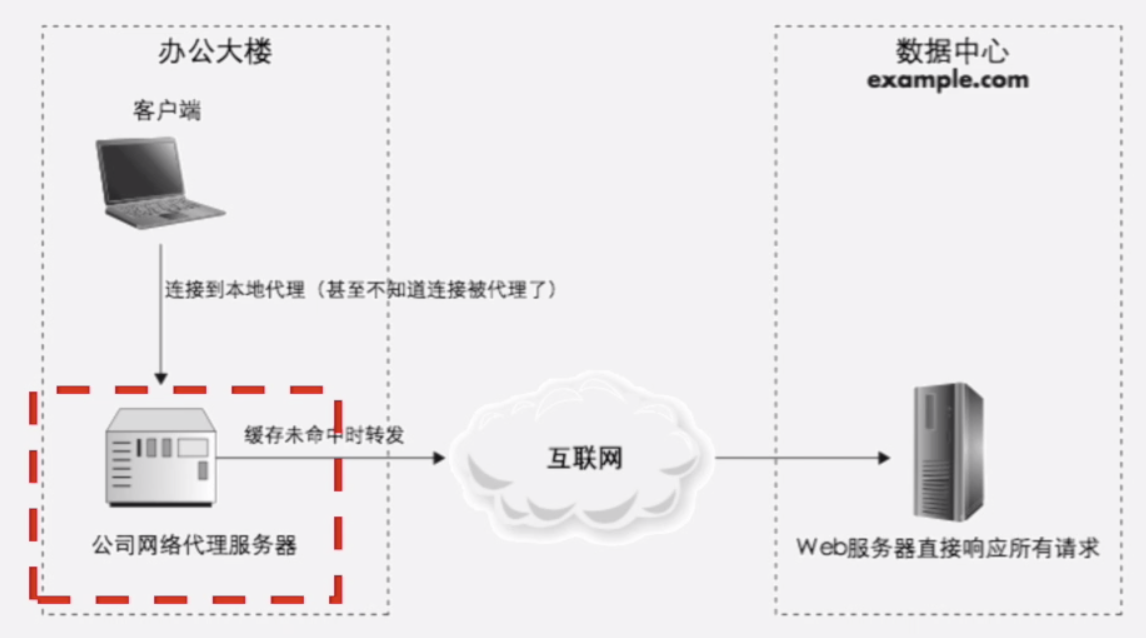 办公大楼
数据中心
example.com
客户端
连接到本地代理（甚至不知道连接被代理了）
缓存未命中时转发
互联网
公司网络代理服务器
Web服务器直接响应所有请求